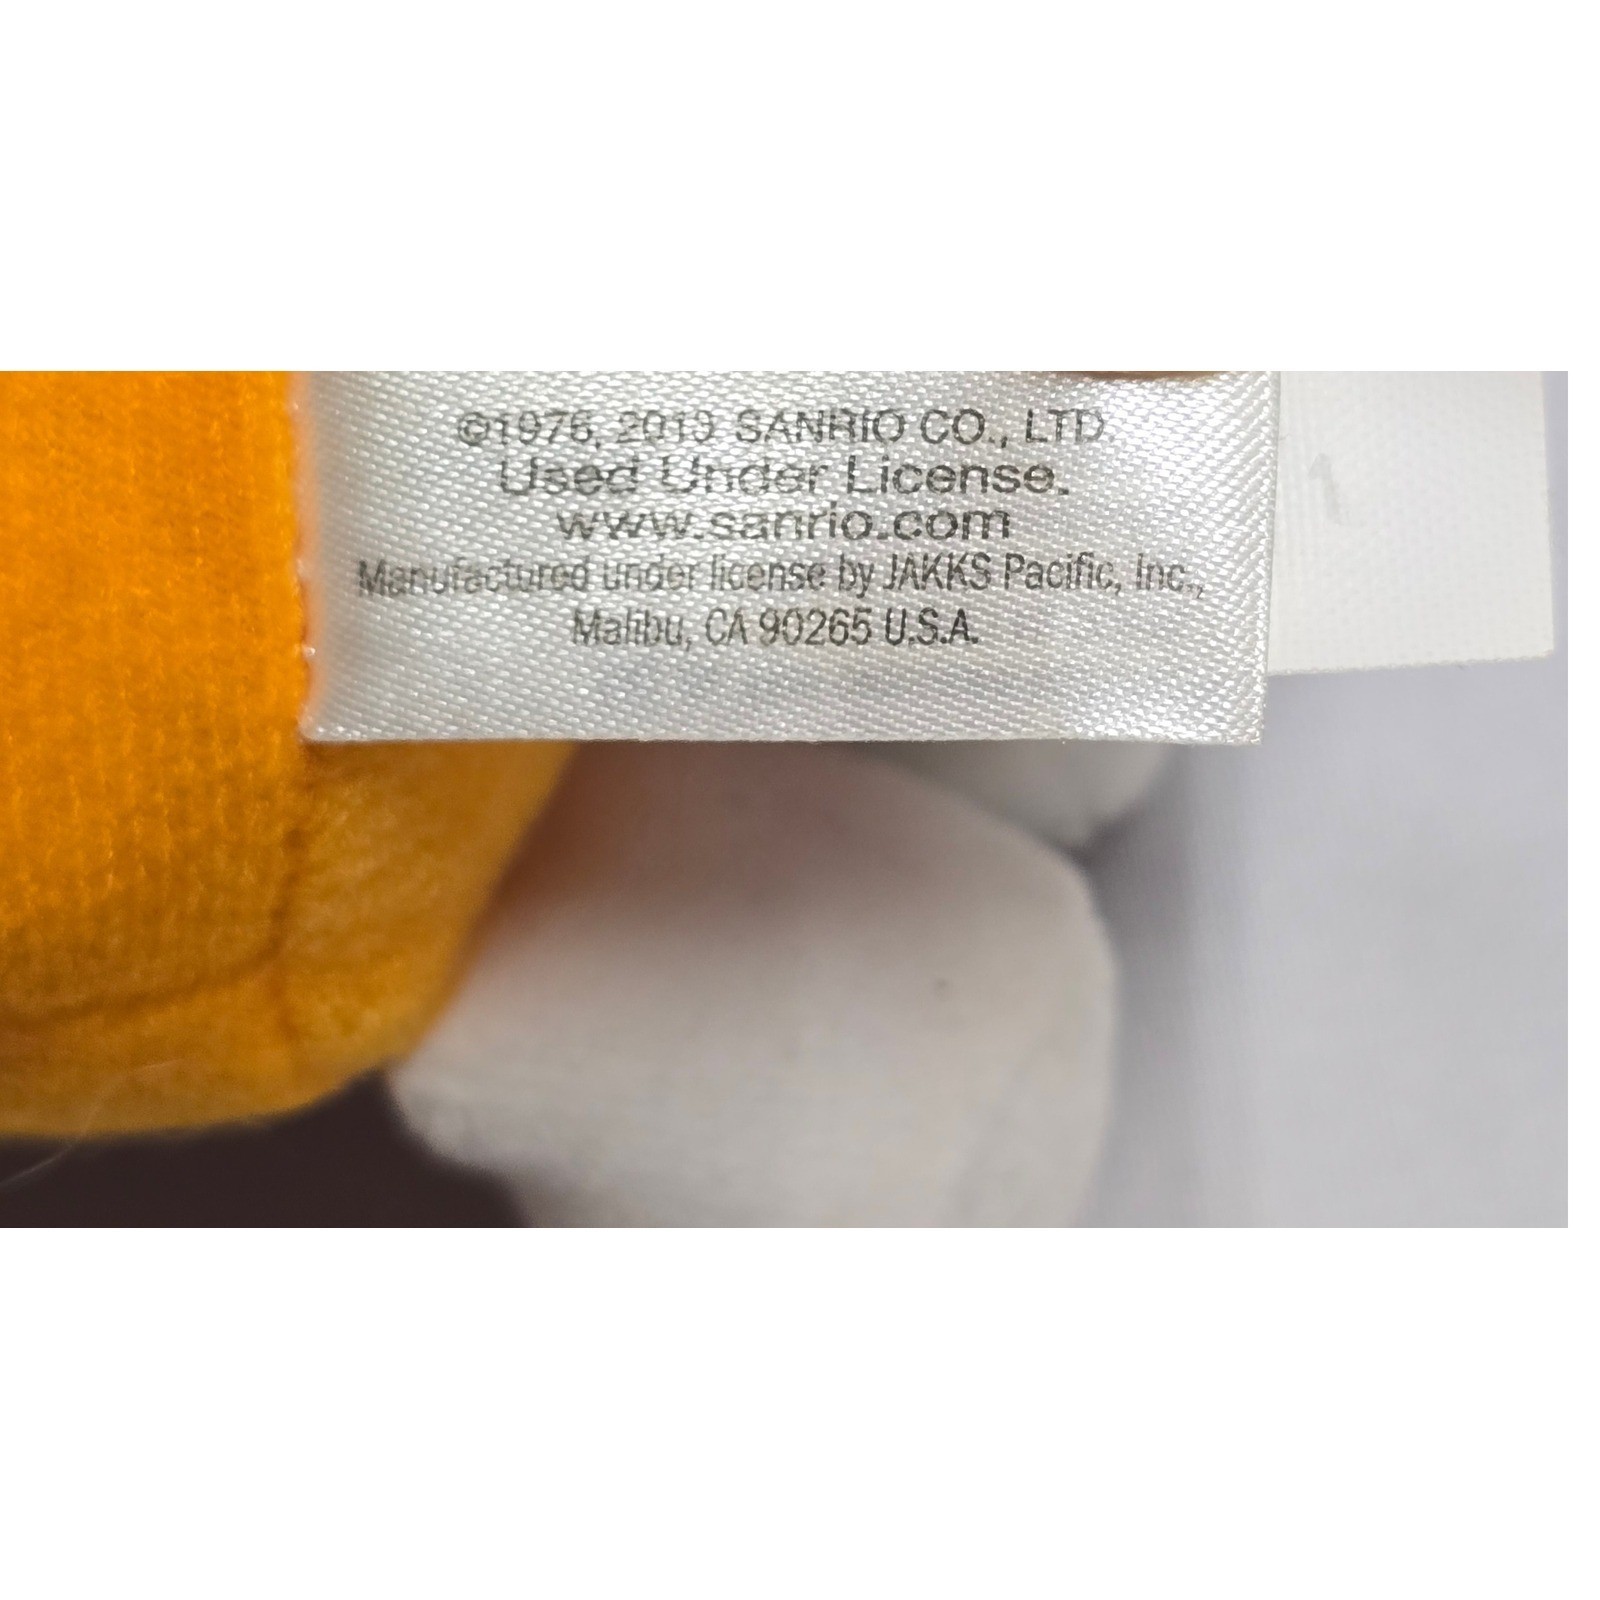 ©1976, 2019 SANRIO CO., LTD.
Used Under License.
www.sanrio.com
Manufactured under license by JAKKS Pacific, Inc.,
Malibu, CA 90265 U.S.A.